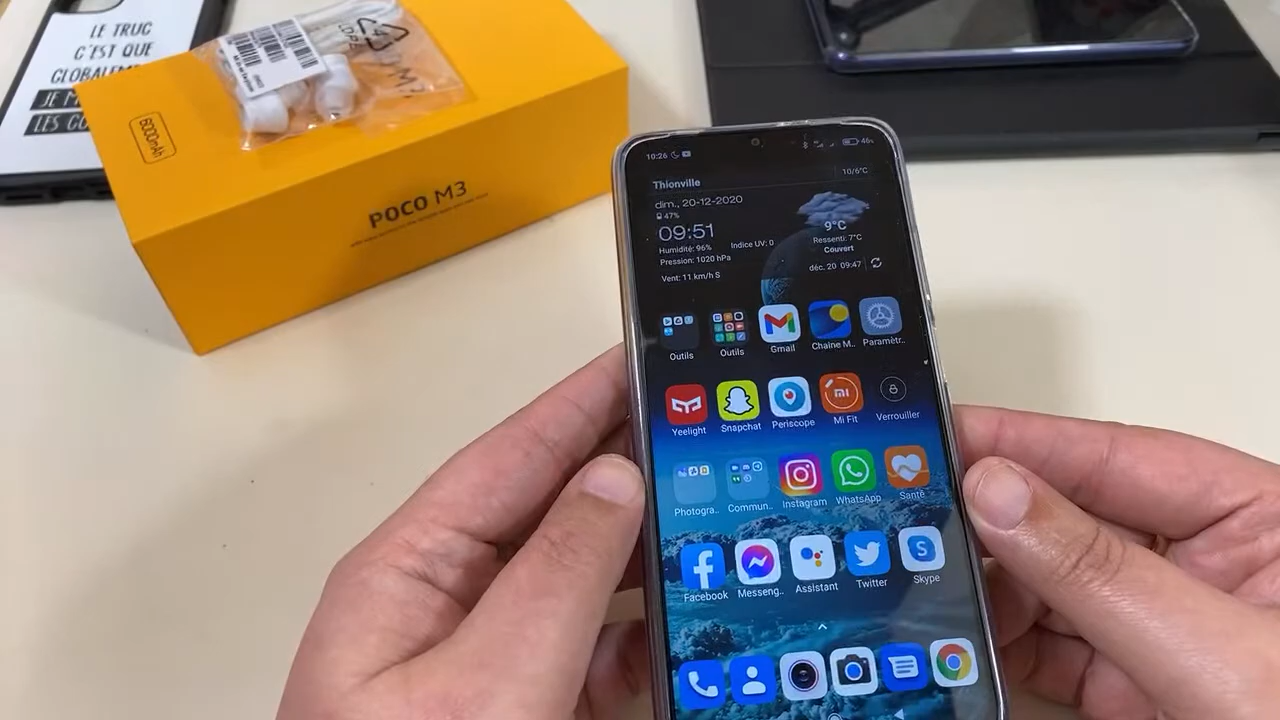 LE TRUC
C'EST QUE
GLOBALEM
JE M
LES GO
6000mAh
POCO M3
LDPE
10:26
46%
Thionville
10/6°C
dim., 20-12-2020
47%
09:51
Humidité: 96%
Indice UV: 0
Pression: 1020 hPa
Vent: 11 km/h S
9°C
Ressenti: 7°C
Couvert
déc. 20 09:47
Outils
Outils
Gmail
Chaine M..
Paramètr..
Yeelight
Snapchat
Periscope
Mi Fit
Verrouiller
Photogra..
Commun..
Instagram
WhatsApp
Santé
Facebook
Messeng..
Assistant
Twitter
Skype